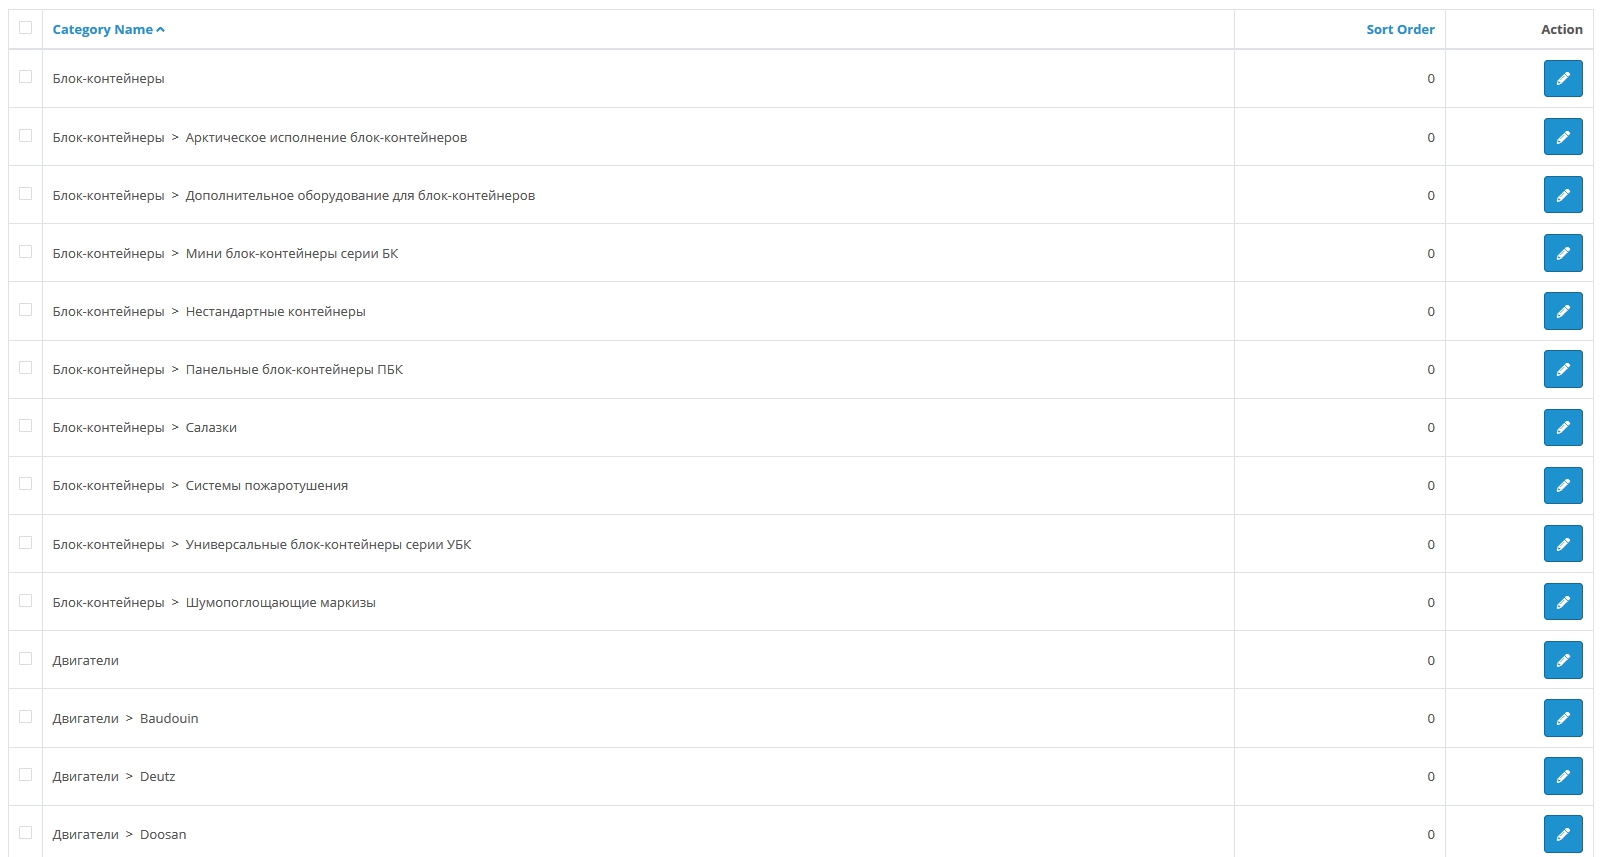 Category Name Sort Order Action
Блок-контейнеры 0
Блок-контейнеры > Арктическое исполнение блок-контейнеров 0
Блок-контейнеры > Дополнительное оборудование для блок-контейнеров 0
Блок-контейнеры > Мини блок-контейнеры серии БК 0
Блок-контейнеры > Нестандартные контейнеры 0
Блок-контейнеры > Панельные блок-контейнеры ПБК 0
Блок-контейнеры > Салазки 0
Блок-контейнеры > Системы пожаротушения 0
Блок-контейнеры > Универсальные блок-контейнеры серии УБК 0
Блок-контейнеры > Шумопоглощающие маркизы 0
Двигатели 0
Двигатели > Baudouin 0
Двигатели > Deutz 0
Двигатели > Doosan 0